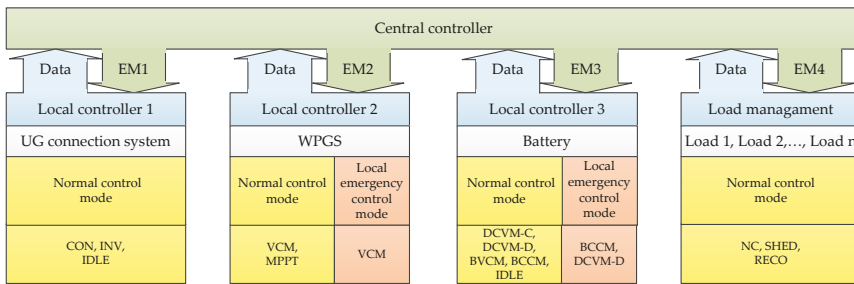 Central controller
Data
EM1
Data
EM2
Data
EM3
Data
EM4
Local controller 1
Local controller 2
Local controller 3
Load managament
UG connection system
WPGS
Battery
Load 1, Load 2,…, Load n
Normal control
mode
Normal control
mode
Local
emergency
control
mode
Normal control
mode
Local
emergency
control
mode
Normal control
mode
CON, INV,
IDLE
VCM,
MPPT
VCM
DCVM-C,
DCVM-D,
BVCM, BCCM,
IDLE
BCCM,
DCVM-D
NC, SHED,
RECO